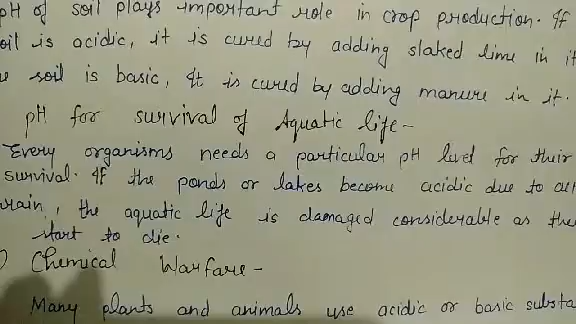 pH of soil plays important role in crop production. If
oil is acidic, it is cured by adding slaked lime in it
soil is basic, It is cured by adding manure in it.
pH for survival of Aquatic life-
Every organisms needs a particular pH level for their
survival. If the ponds or lakes become acidic due to aci
rain, the aquatic life is damaged considerable as the
start to die.
) Chemical Warfare-
Many plants and animals use acidic or basic substa